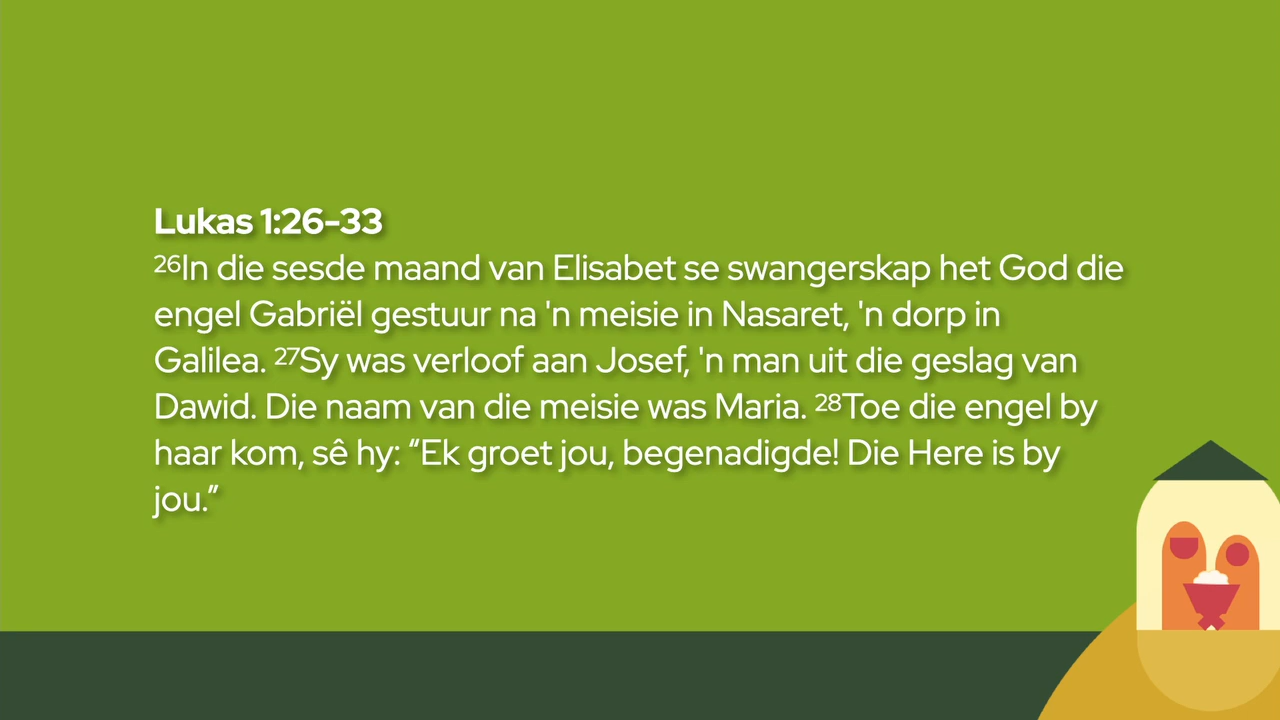 Lukas 1:26-33
26In die sesde maand van Elisabet se swangerskap het God die
engel Gabriël gestuur na 'n meisie in Nasaret, 'n dorp in
Galilea. 27Sy was verloof aan Josef, 'n man uit die geslag van
Dawid. Die naam van die meisie was Maria. 28Toe die engel by
haar kom, sê hy: “Ek groet jou, begenadigde! Die Here is by
jou.”